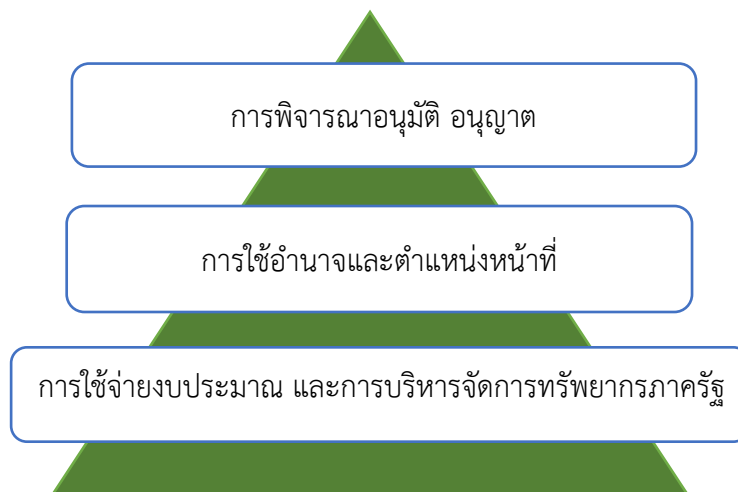 การพิจารณาอนุมัติ อนุญาต
การใช้อำนาจและตำแหน่งหน้าที่
การใช้จ่ายงบประมาณ และการบริหารจัดการทรัพยากรภาครัฐ